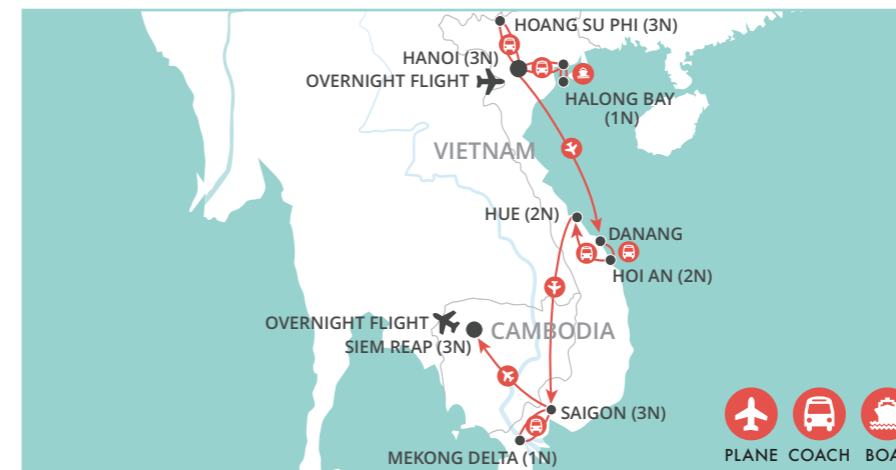 HOANG SU PHI (3N)
HANOI (3N)
OVERNIGHT FLIGHT
HALONG BAY
(1N)
VIETNAM
HUE (2N)
DANANG
HOI AN (2N)
OVERNIGHT FLIGHT
CAMBODIA
SIEM REAP (3N)
SAIGON (3N)
MEKONG DELTA (1N)
PLANE COACH BOA